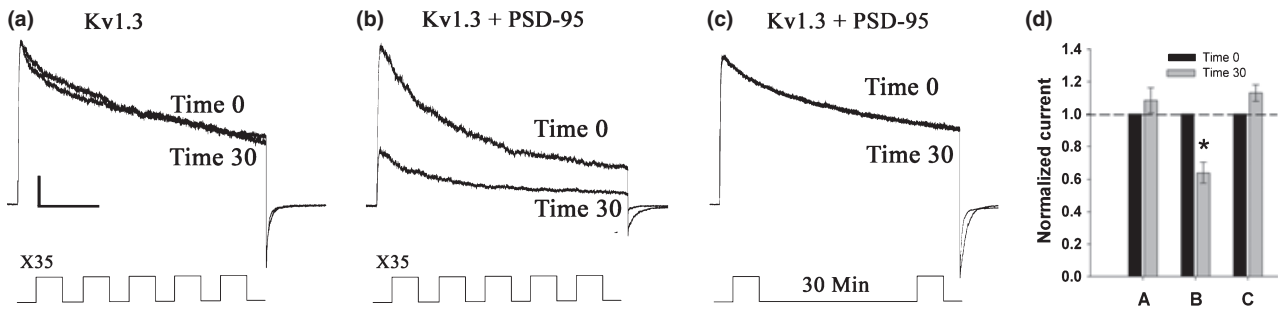 (a)
Kv1.3
Time 0
Time 30
X35
(b)
Kv1.3 + PSD-95
Time 0
Time 30
X35
(c)
Kv1.3 + PSD-95
Time 0
Time 30
30 Min
(d)
Normalized current
1.4
1.2
1.0
0.8
0.6
0.4
0.2
0.0
Time 0
Time 30
*
A B C